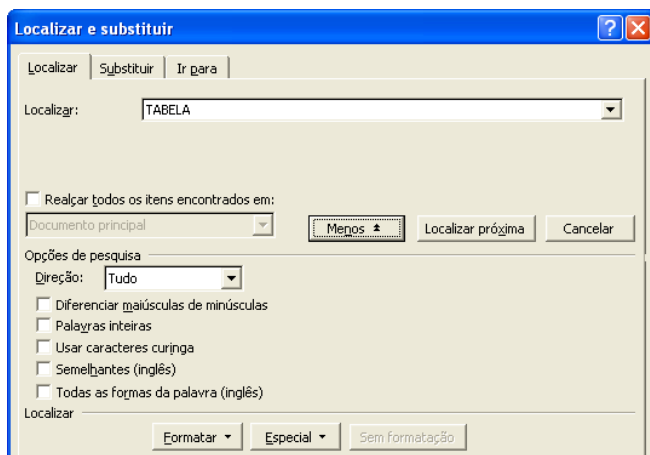 Localizar e substituir
Localizar Substituir Ir para
Localizar: TABELA
Realçar todos os itens encontrados em:
Documento principal Menos Localizar próxima Cancelar
Opções de pesquisa
Direção: Tudo
Diferenciar maiúsculas de minúsculas
Palavras inteiras
Usar caracteres curinga
Semelhantes (inglês)
Todas as formas da palavra (inglês)
Localizar
Formatar Especial Sem formatação